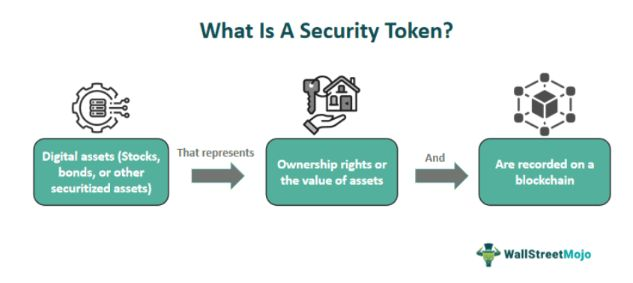 What Is A Security Token?
Digital assets (Stocks,
bonds, or other
securitized assets)
That represents
Ownership rights or
the value of assets
And
Are recorded on a
blockchain
WallStreetMojo